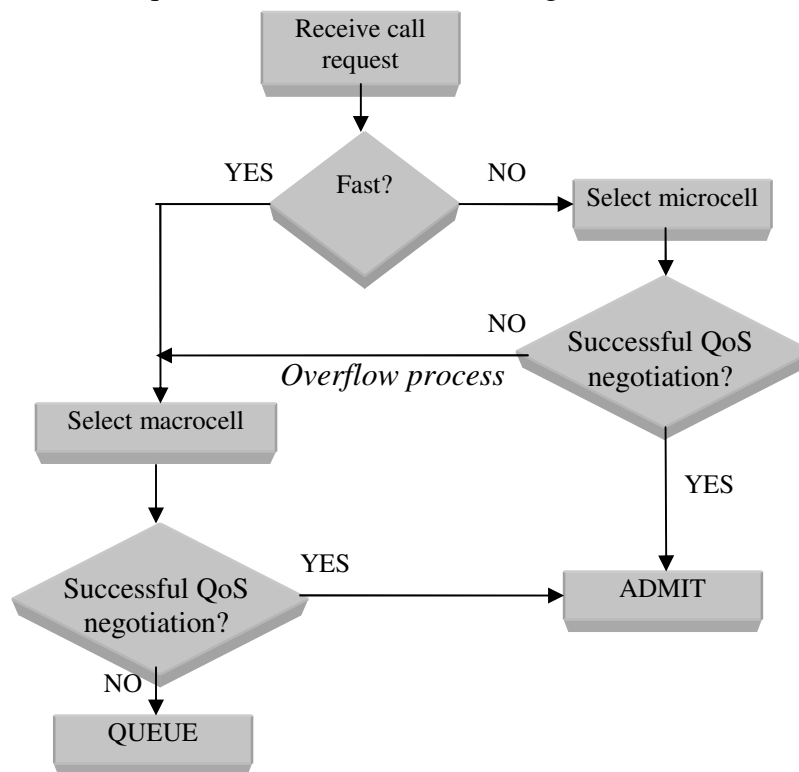 Receive call
request
YES
Fast?
NO
Select microcell
NO
Successful QoS
negotiation?
Overflow process
Select macrocell
YES
YES
Successful QoS
negotiation?
ADMIT
NO
QUEUE